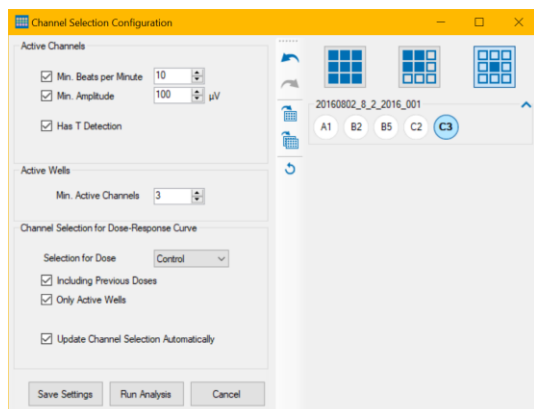 Channel Selection Configuration
Active Channels
Min. Beats per Minute 10
Min. Amplitude 100 µV
Has T Detection
Active Wells
Min. Active Channels 3
Channel Selection for Dose-Response Curve
Selection for Dose Control
Including Previous Doses
Only Active Wells
Update Channel Selection Automatically
Save Settings Run Analysis Cancel
20160802_8_2_2016_001
A1 B2 B5 C2 C3